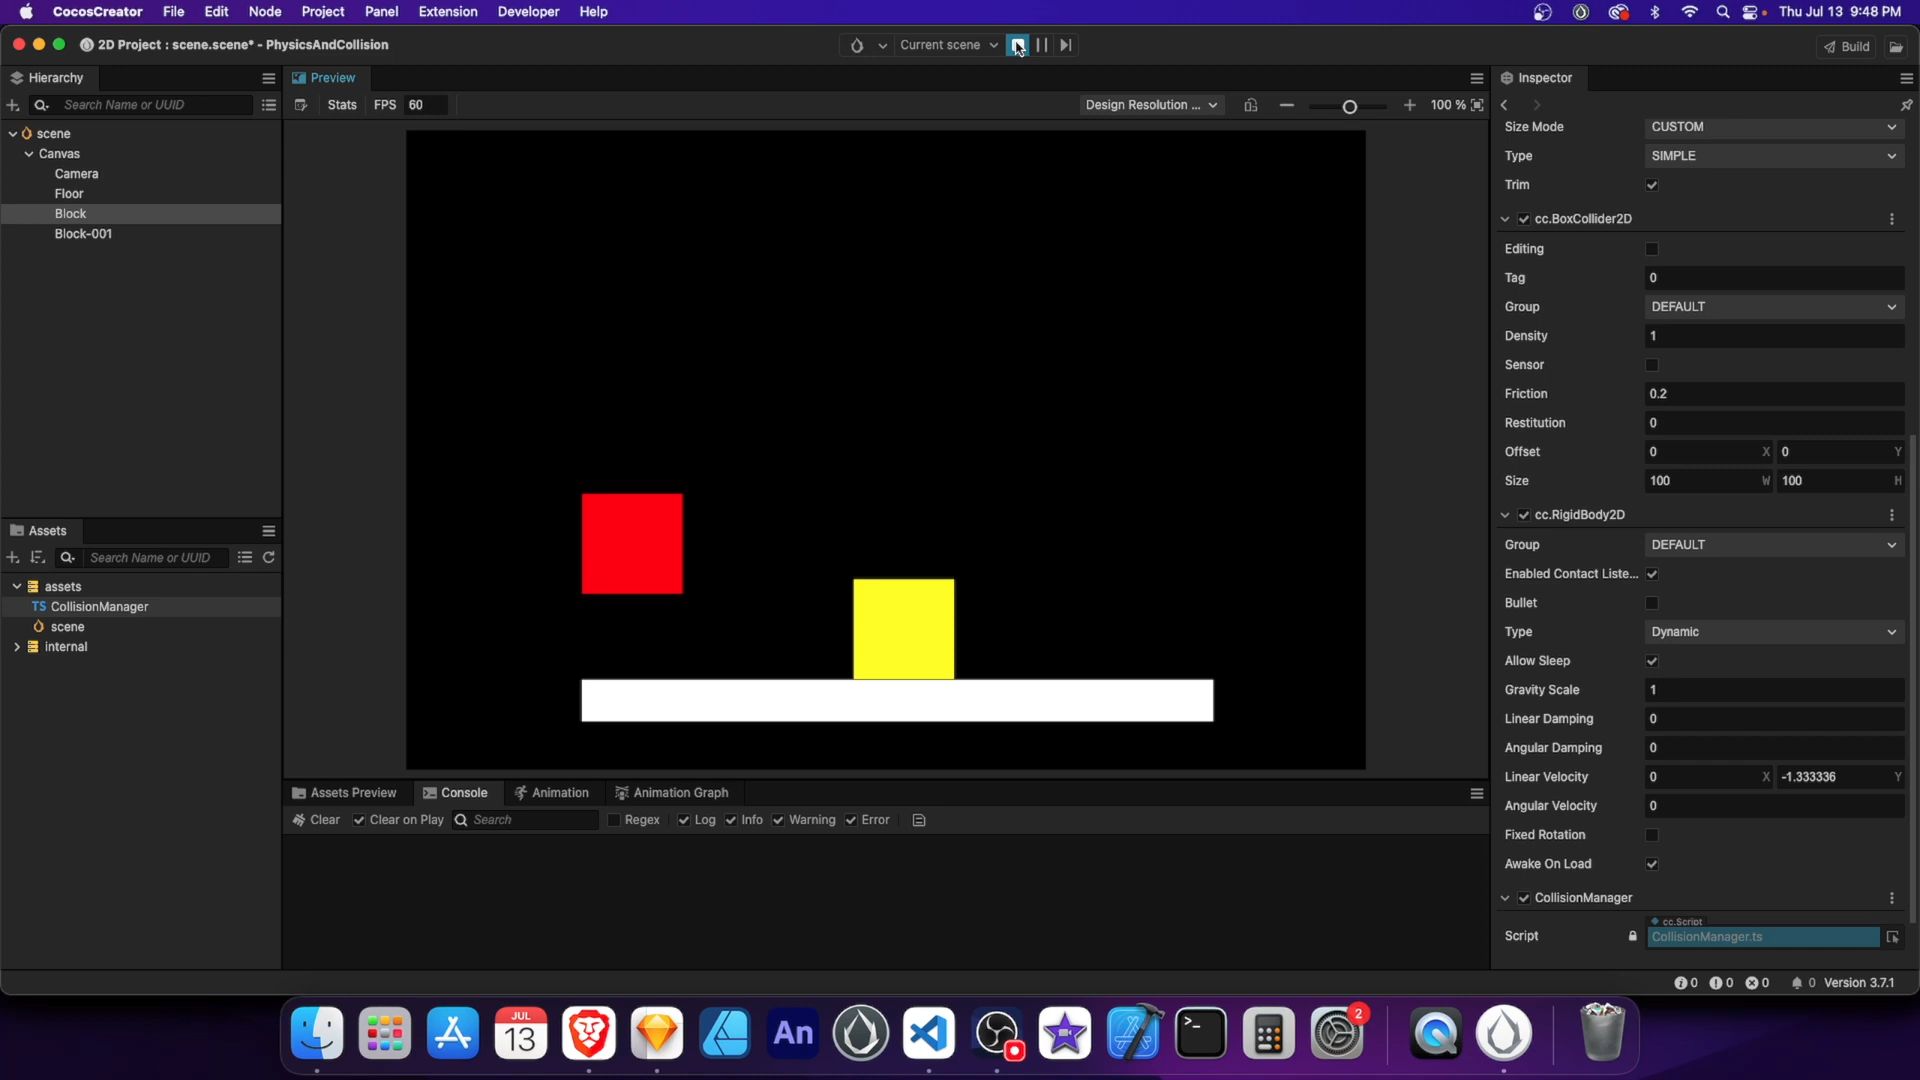 CocosCreator File Edit Node Project Panel Extension Developer Help
Thu Jul 13 9:48 PM
2D Project : scene.scene* - PhysicsAndCollision
Current scene
Build
Hierarchy
Search Name or UUID
scene
Canvas
Camera
Floor
Block
Block-001
Assets
Search Name or UUID
assets
TS CollisionManager
scene
internal
Preview
Stats FPS 60
Design Resolution ...
100 %
Assets Preview Console Animation Animation Graph
Clear Clear on Play Search Regex Log Info Warning Error
Inspector
Size Mode CUSTOM
Type SIMPLE
Trim
cc.BoxCollider2D
Editing
Tag 0
Group DEFAULT
Density 1
Sensor
Friction 0.2
Restitution 0
Offset 0 X 0 Y
Size 100 W 100 H
cc.RigidBody2D
Group DEFAULT
Enabled Contact Liste...
Bullet
Type Dynamic
Allow Sleep
Gravity Scale 1
Linear Damping 0
Angular Damping 0
Linear Velocity 0 X -1.333336 Y
Angular Velocity 0
Fixed Rotation
Awake On Load
CollisionManager
cc.Script
Script CollisionManager.ts
0 0 0 0 Version 3.7.1
JUL
13
An
2